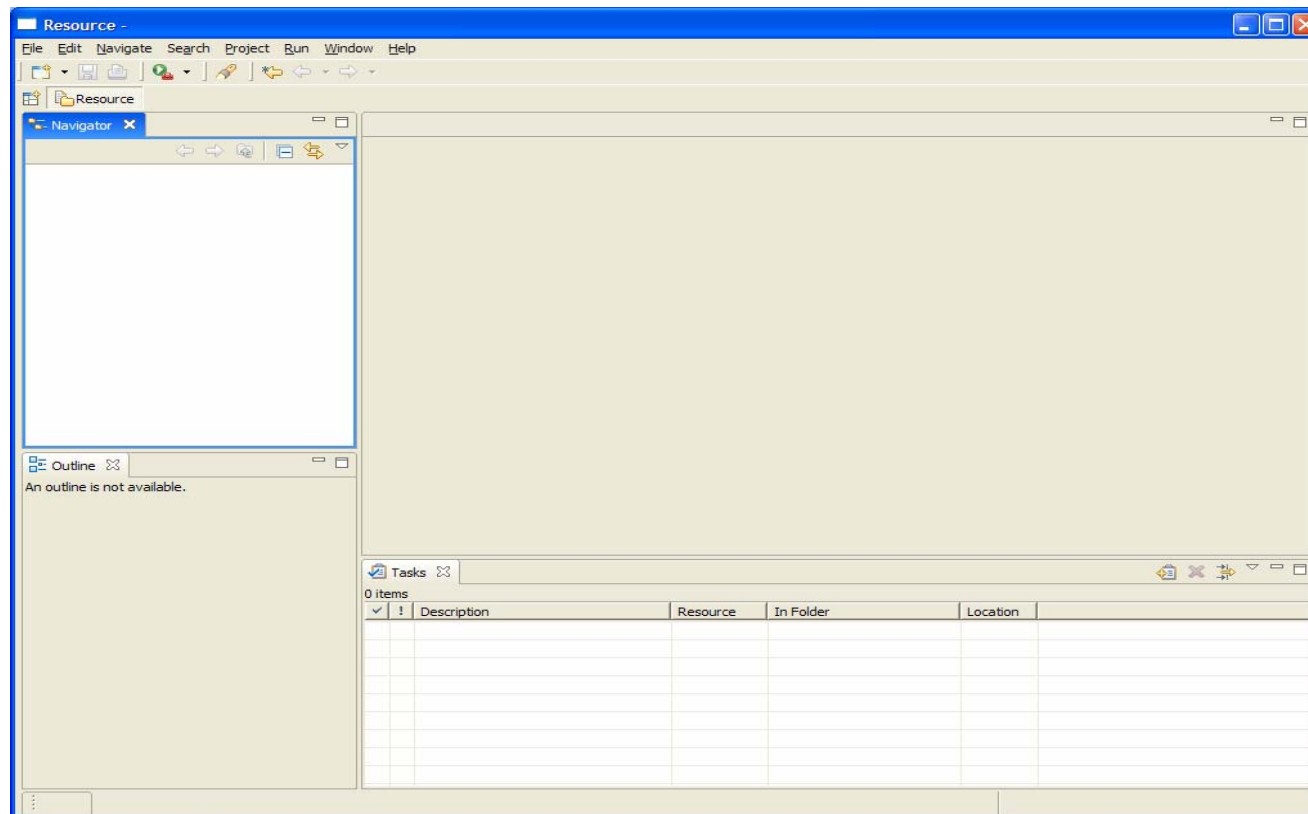 Resource -
File Edit Navigate Search Project Run Window Help
Resource
Navigator
Outline
An outline is not available.
Tasks
0 items
! Description Resource In Folder Location